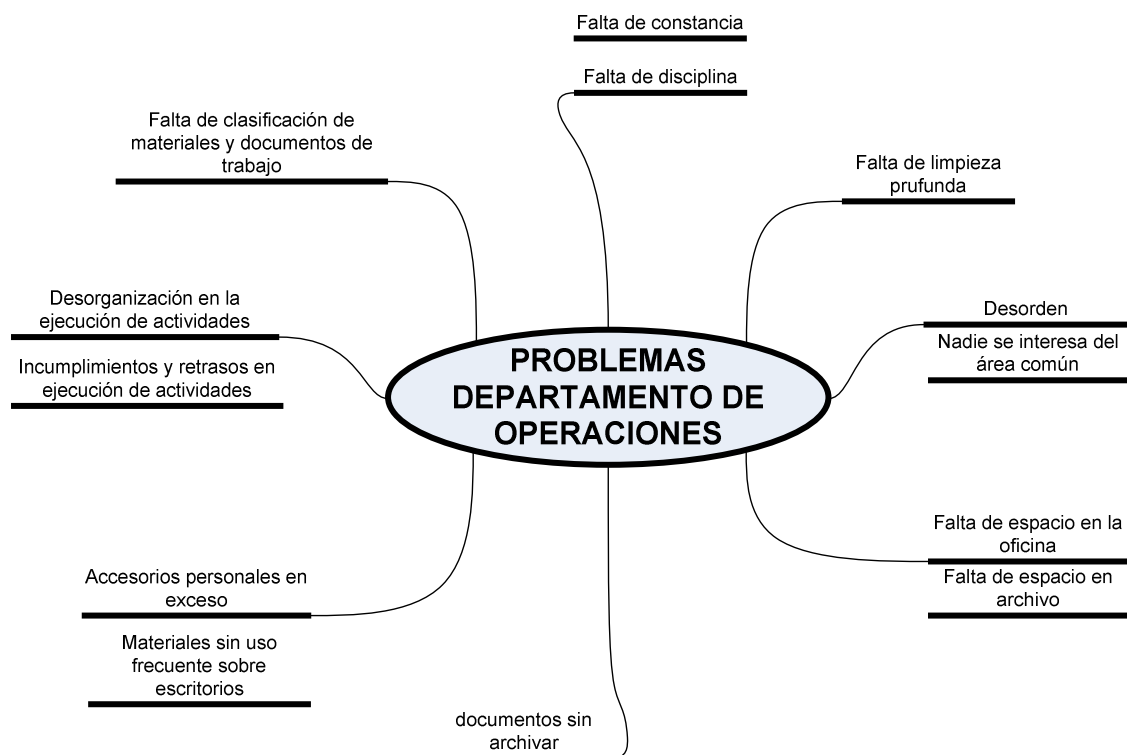 Falta de constancia
Falta de disciplina
Falta de clasificación de
materiales y documentos de
trabajo
Falta de limpieza
prufunda
Desorganización en la
ejecución de actividades
Incumplimientos y retrasos en
ejecución de actividades
PROBLEMAS
DEPARTAMENTO DE
OPERACIONES
Desorden
Nadie se interesa del
área común
Falta de espacio en la
oficina
Falta de espacio en
archivo
Accesorios personales en
exceso
Materiales sin uso
frecuente sobre
escritorios
documentos sin
archivar